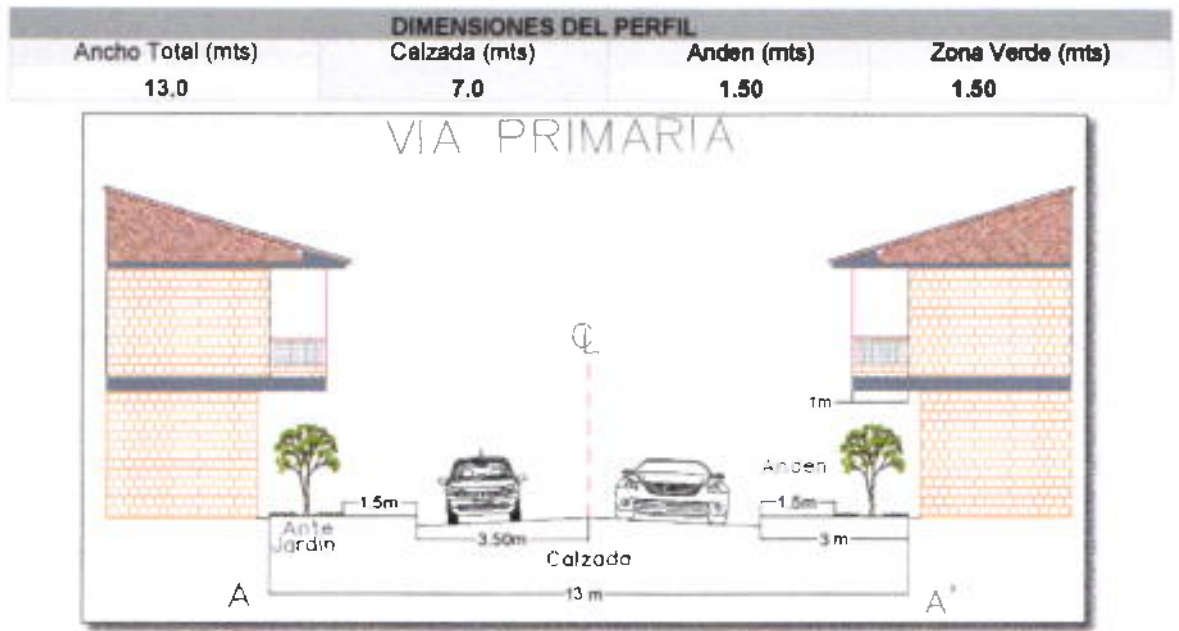 DIMENSIONES DEL PERFIL
Ancho Total (mts) Calzada (mts) Anden (mts) Zona Verde (mts)
13.0 7.0 1.50 1.50
VIA PRIMARIA
CL
1m
Anden
1.5m 1.5m
Ante
Jardin
3.50m 3 m
Calzada
13 m
A A'